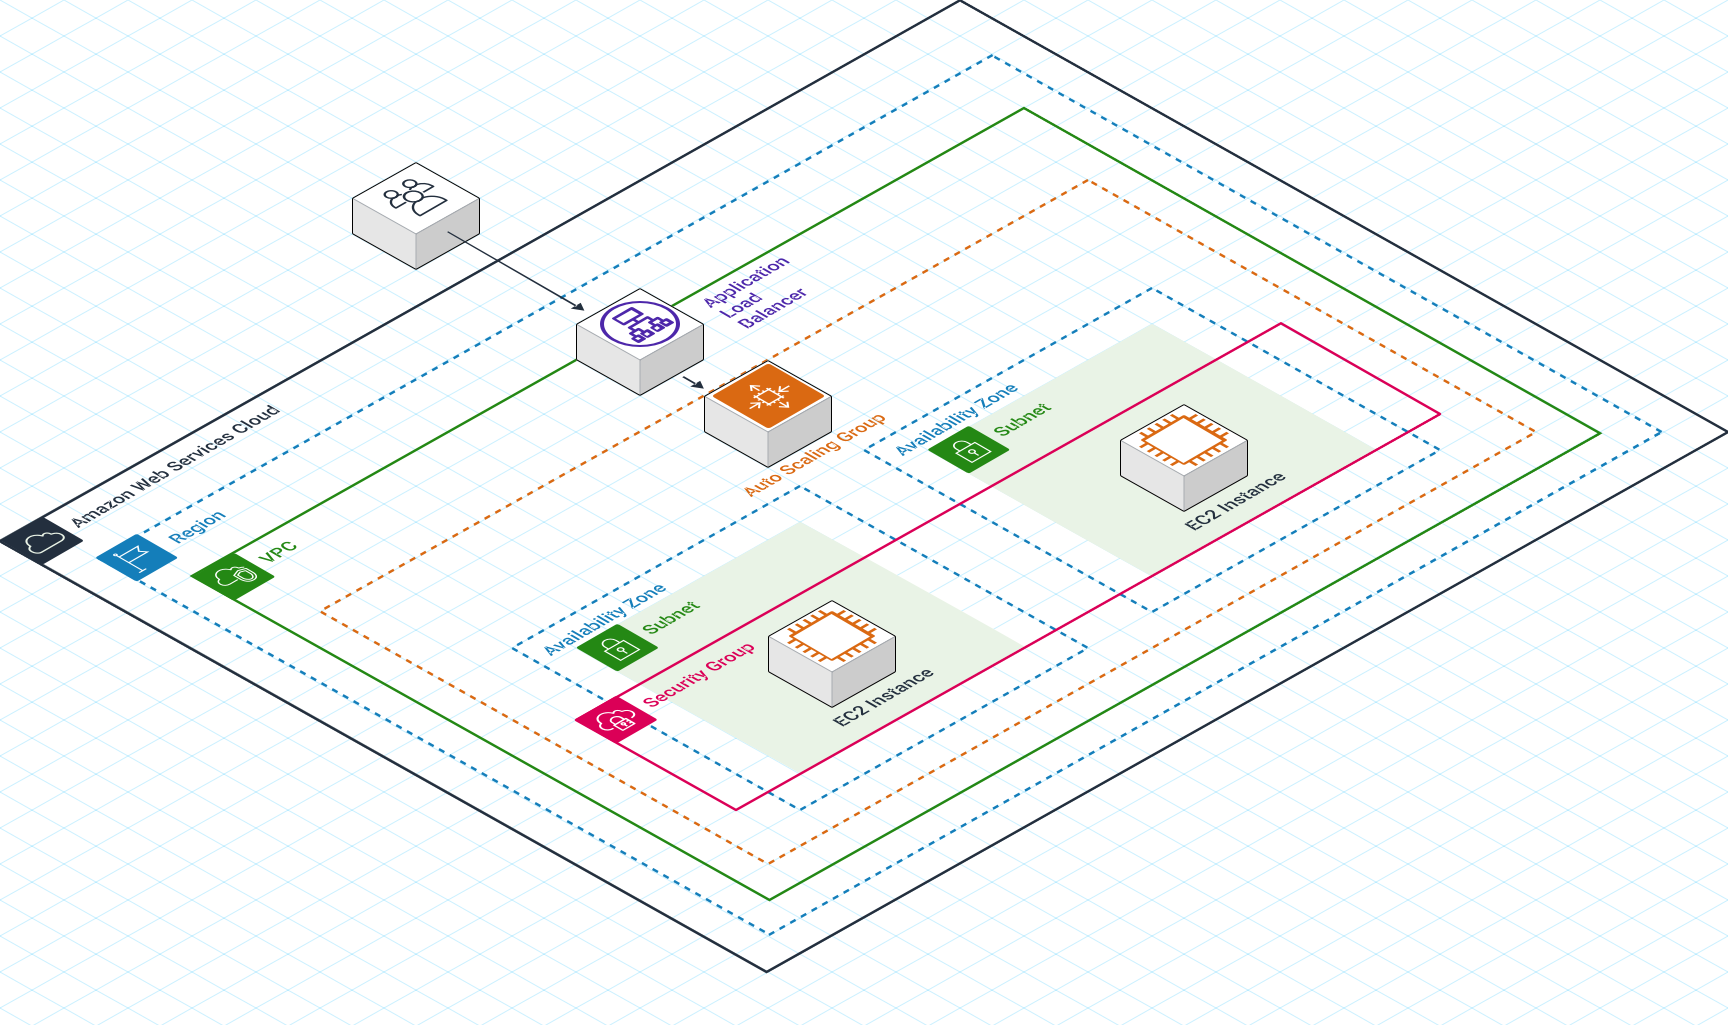 Application
Load
Balancer
Amazon Web Services Cloud
Region
VPC
Auto Scaling Group
Availability Zone
Subnet
EC2 Instance
Availability Zone
Subnet
Security Group
EC2 Instance